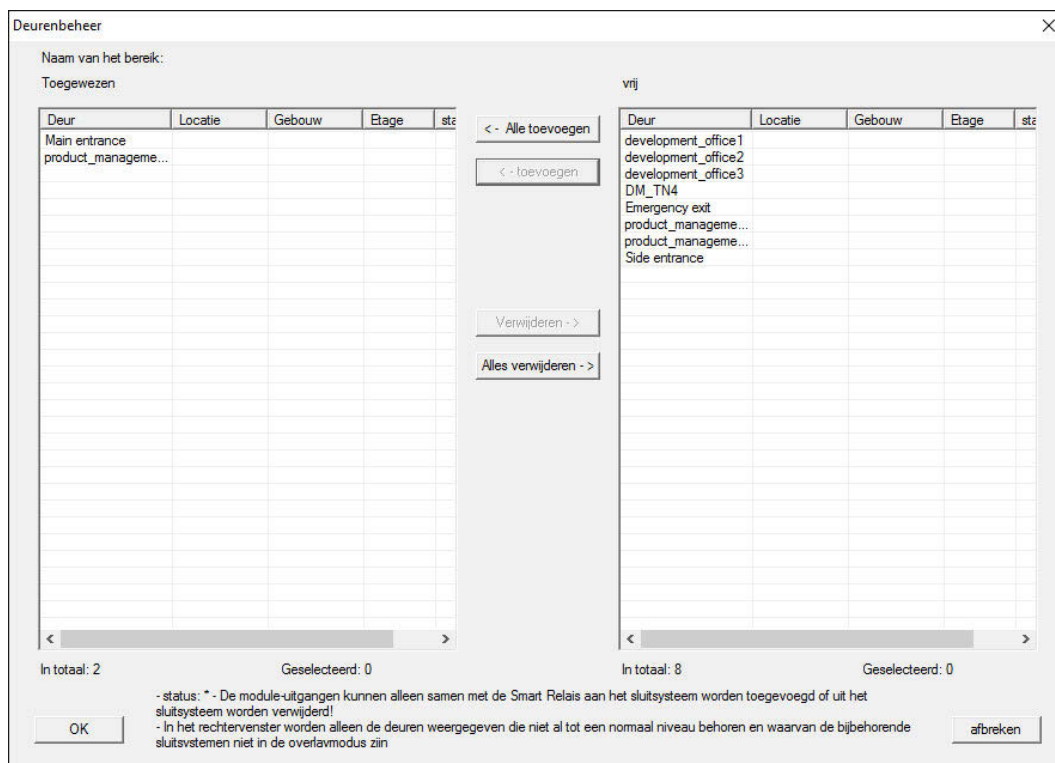 Deurenbeheer
Naam van het bereik:
Toegewezen
vrij
Deur Locatie Gebouw Etage sta
Main entrance
product_manageme...
< - Alle toevoegen
< - toevoegen
Verwijderen - >
Alles verwijderen - >
Deur Locatie Gebouw Etage sta
development_office1
development_office2
development_office3
DM_TN4
Emergency exit
product_manageme...
product_manageme...
Side entrance
In totaal: 2 Geselecteerd: 0
In totaal: 8 Geselecteerd: 0
- status: * - De module-uitgangen kunnen alleen samen met de Smart Relais aan het sluitsysteem worden toegevoegd of uit het
sluitsysteem worden verwijderd!
- In het rechtervenster worden alleen de deuren weergegeven die niet al tot een normaal niveau behoren en waarvan de bijbehorende
sluitsystemen niet in de overlaymodus zijn
OK
afbreken